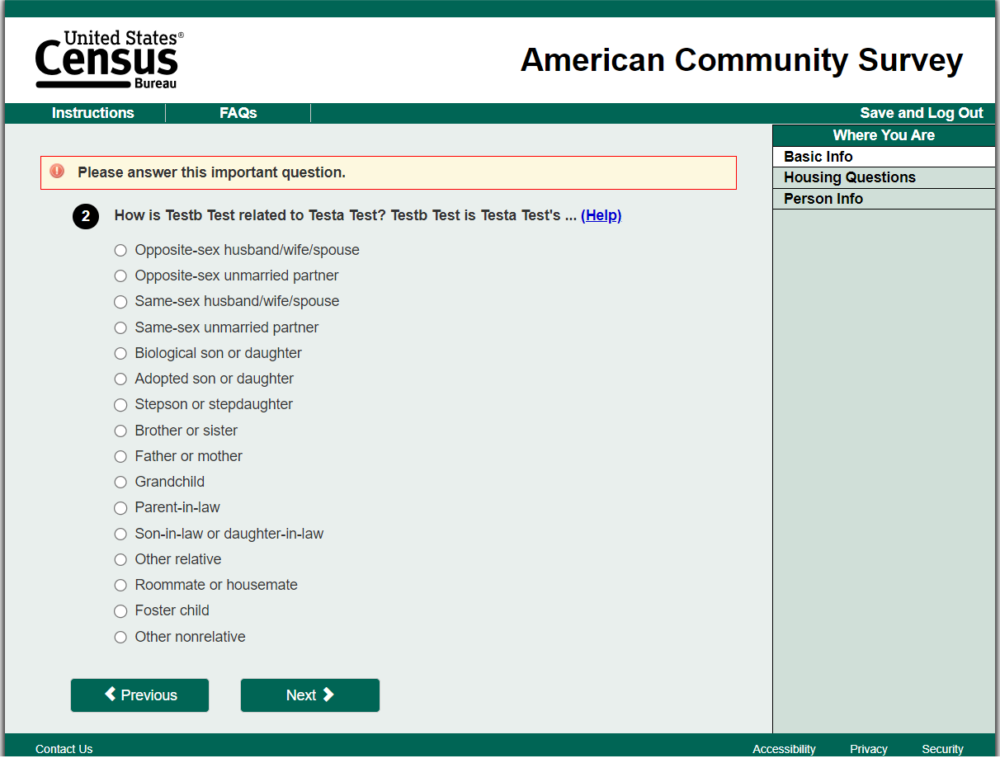 United States®
Census
Bureau
American Community Survey
Instructions
FAQs
Save and Log Out
Where You Are
Basic Info
Housing Questions
Person Info
Please answer this important question.
2 How is Testb Test related to Testa Test? Testb Test is Testa Test's ... (Help)
Opposite-sex husband/wife/spouse
Opposite-sex unmarried partner
Same-sex husband/wife/spouse
Same-sex unmarried partner
Biological son or daughter
Adopted son or daughter
Stepson or stepdaughter
Brother or sister
Father or mother
Grandchild
Parent-in-law
Son-in-law or daughter-in-law
Other relative
Roommate or housemate
Foster child
Other nonrelative
Previous
Next
Contact Us
Accessibility
Privacy
Security